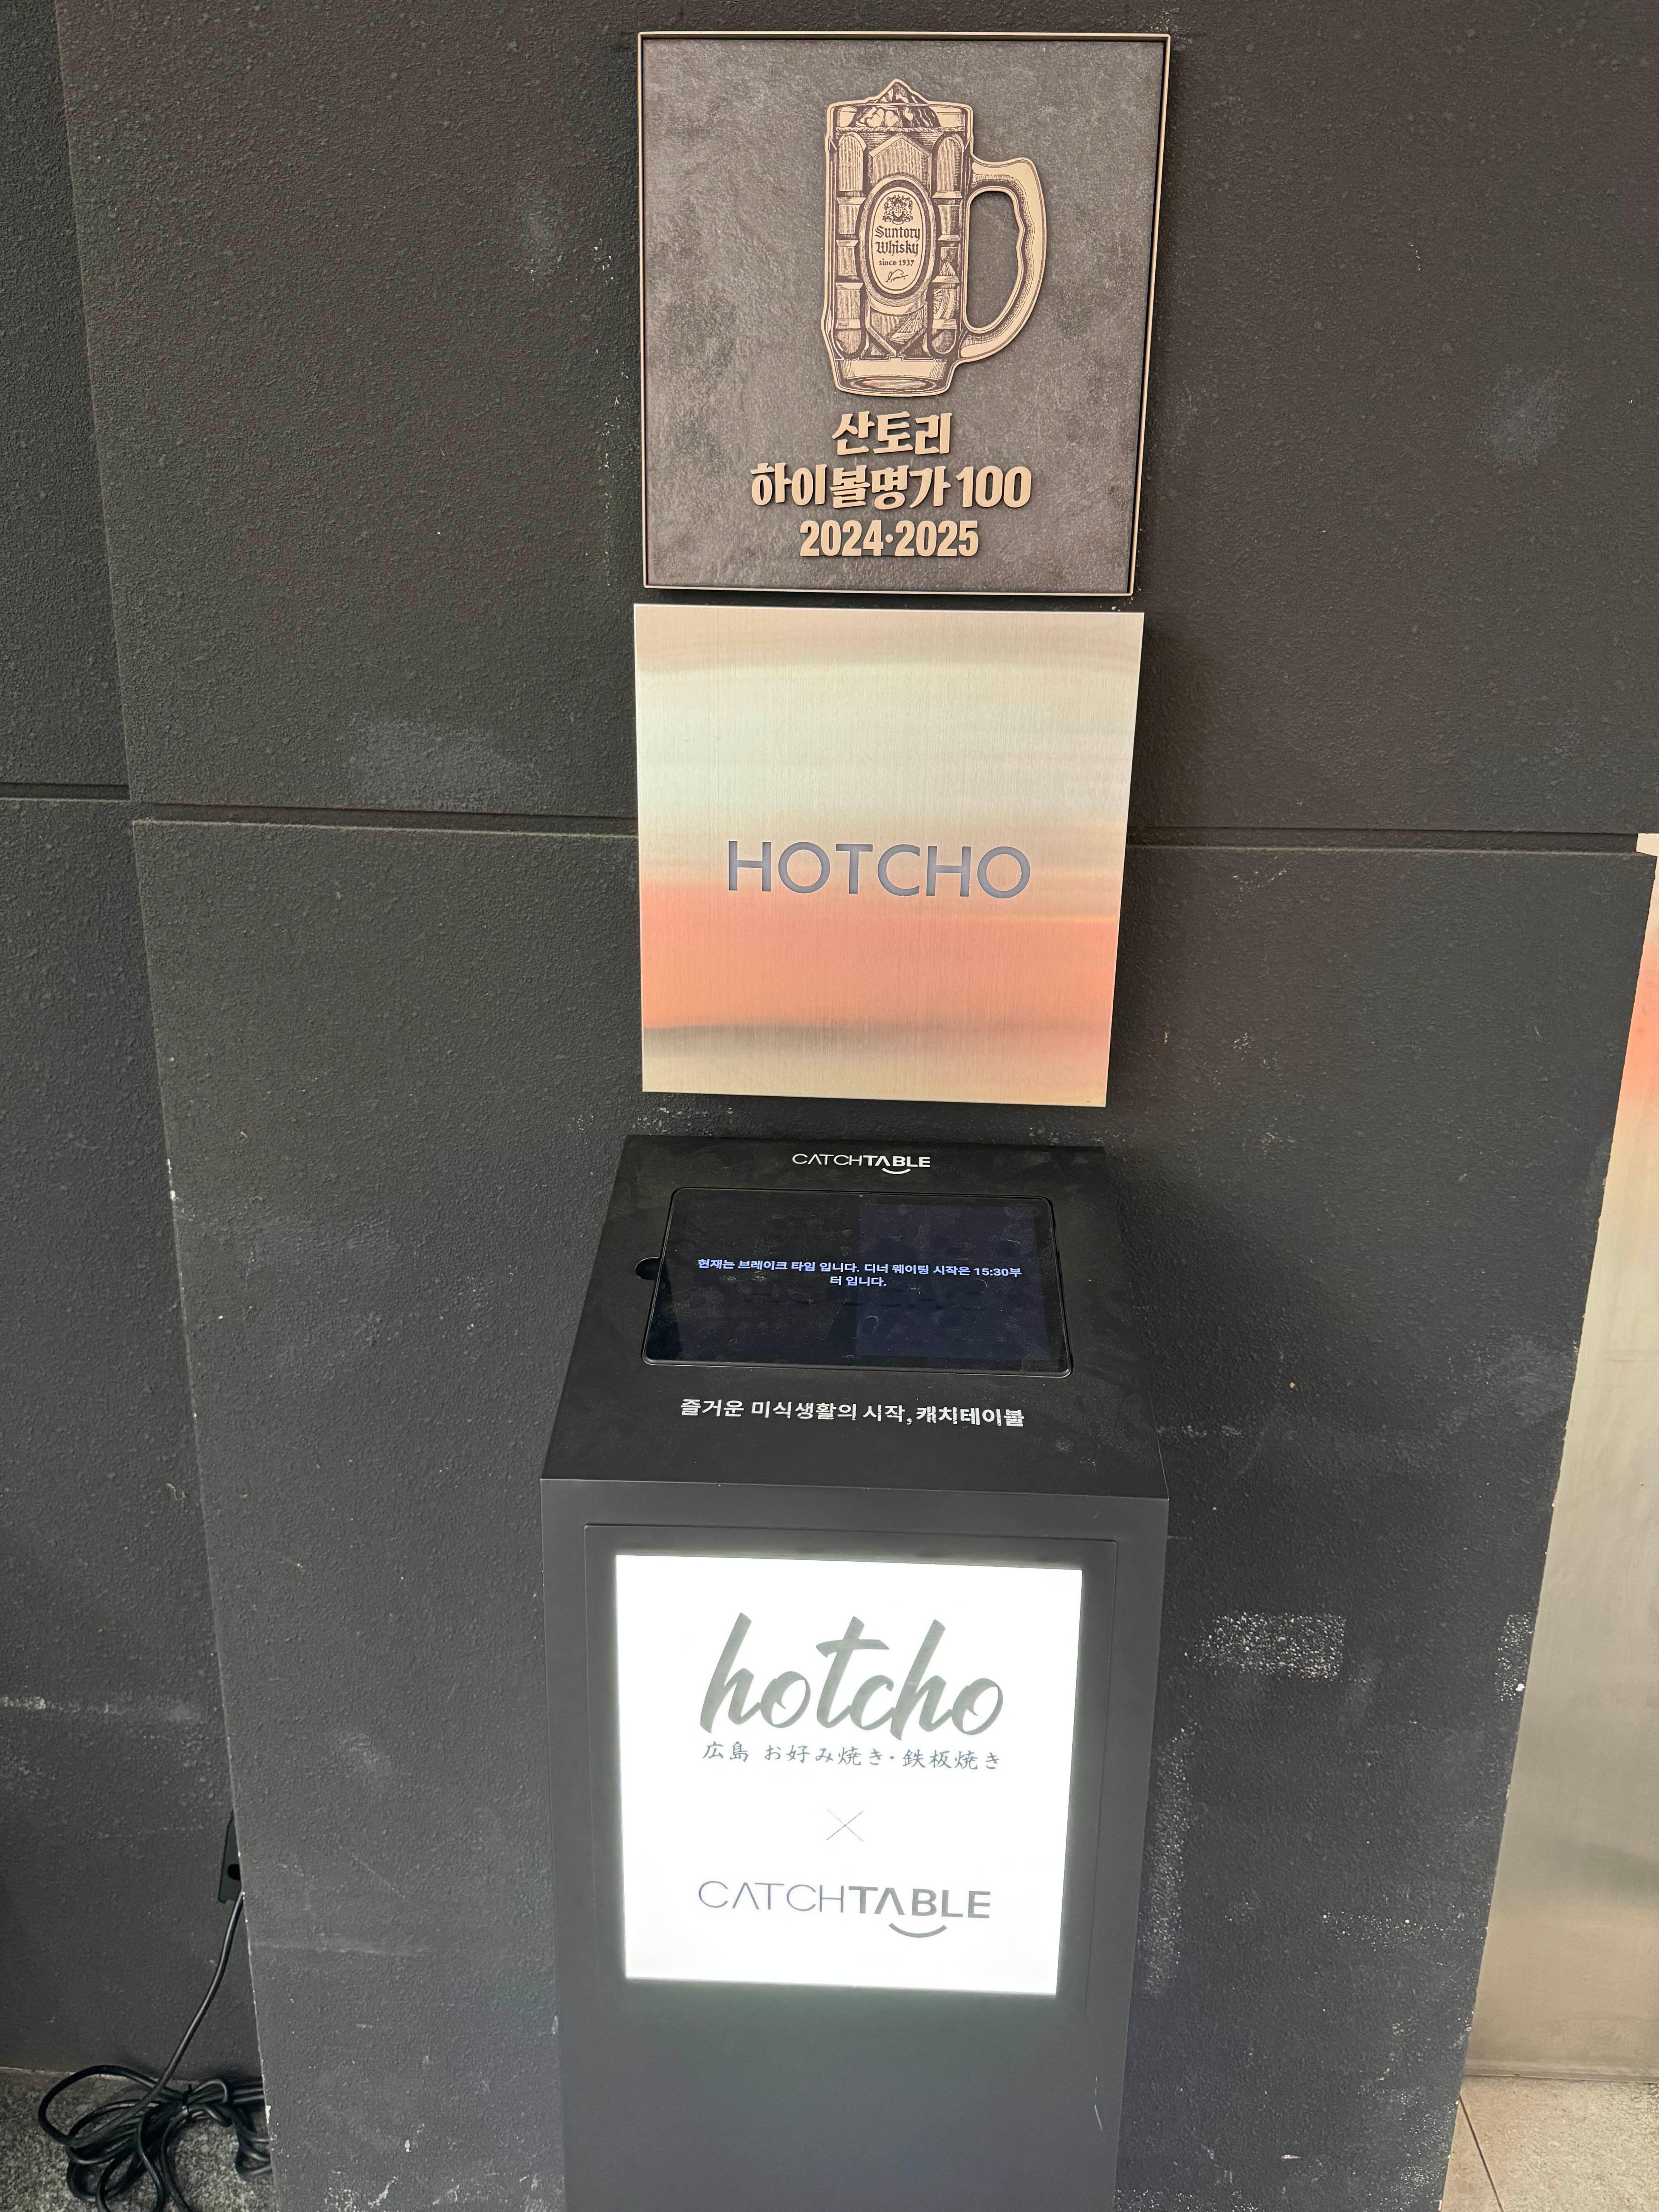 Suntory
Whisky
since 1937
산토리
하이볼명가 100
2024·2025
HOTCHO
CATCHTABLE
현재는 브레이크 타임 입니다. 디너 웨이팅 시작은 15:30부
터 입니다.
즐거운 미식생활의 시작, 캐치테이블
hotcho
広島 お好み焼き・鉄板焼き
×
CATCHTABLE